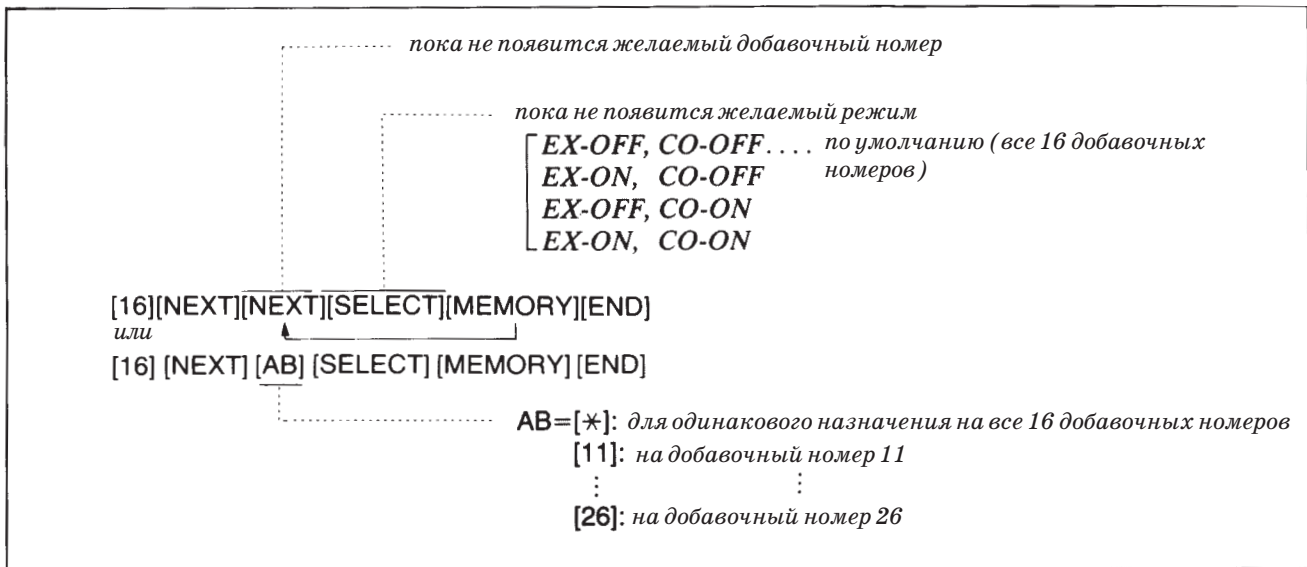 пока не появится желаемый добавочный номер
пока не появится желаемый режим
EX-OFF, CO-OFF.... по умолчанию (все 16 добавочных номеров)
EX-ON, CO-OFF
EX-OFF, CO-ON
EX-ON, CO-ON
[16][NEXT][NEXT][SELECT][MEMORY][END]
или
[16] [NEXT] [AB] [SELECT] [MEMORY] [END]
AB=[✳]: для одинакового назначения на все 16 добавочных номеров
[11]: на добавочный номер 11
⋮ ⋮
[26]: на добавочный номер 26